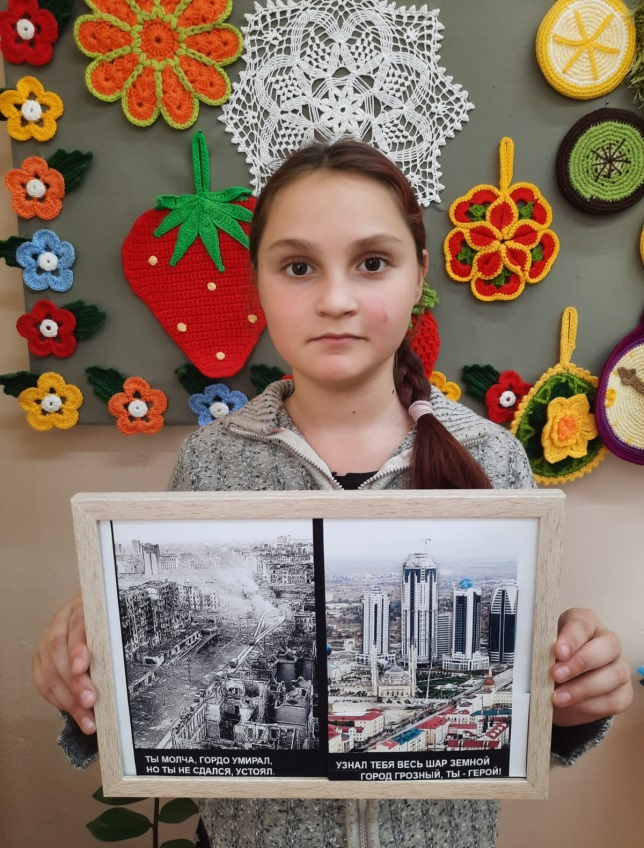 ТЫ МОЛЧА, ГОРДО УМИРАЛ,
НО ТЫ НЕ СДАЛСЯ, УСТОЯЛ.
УЗНАЛ ТЕБЯ ВЕСЬ ШАР ЗЕМНОЙ
ГОРОД ГРОЗНЫЙ, ТЫ - ГЕРОЙ!